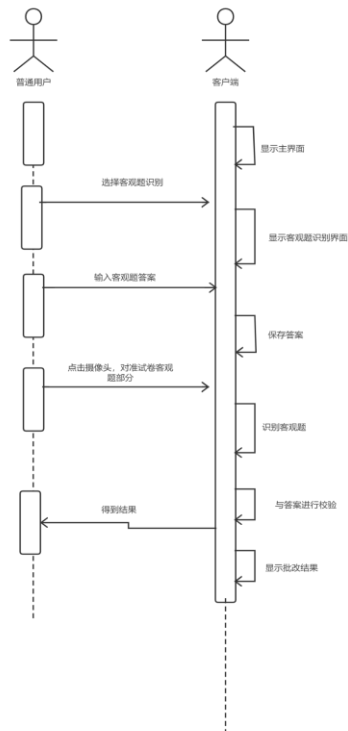 普通用户
客户端
显示主界面
选择客观题识别
显示客观题识别界面
输入客观题答案
保存答案
点击摄像头，对准试卷客观
题部分
识别客观题
与答案进行校验
得到结果
显示批改结果